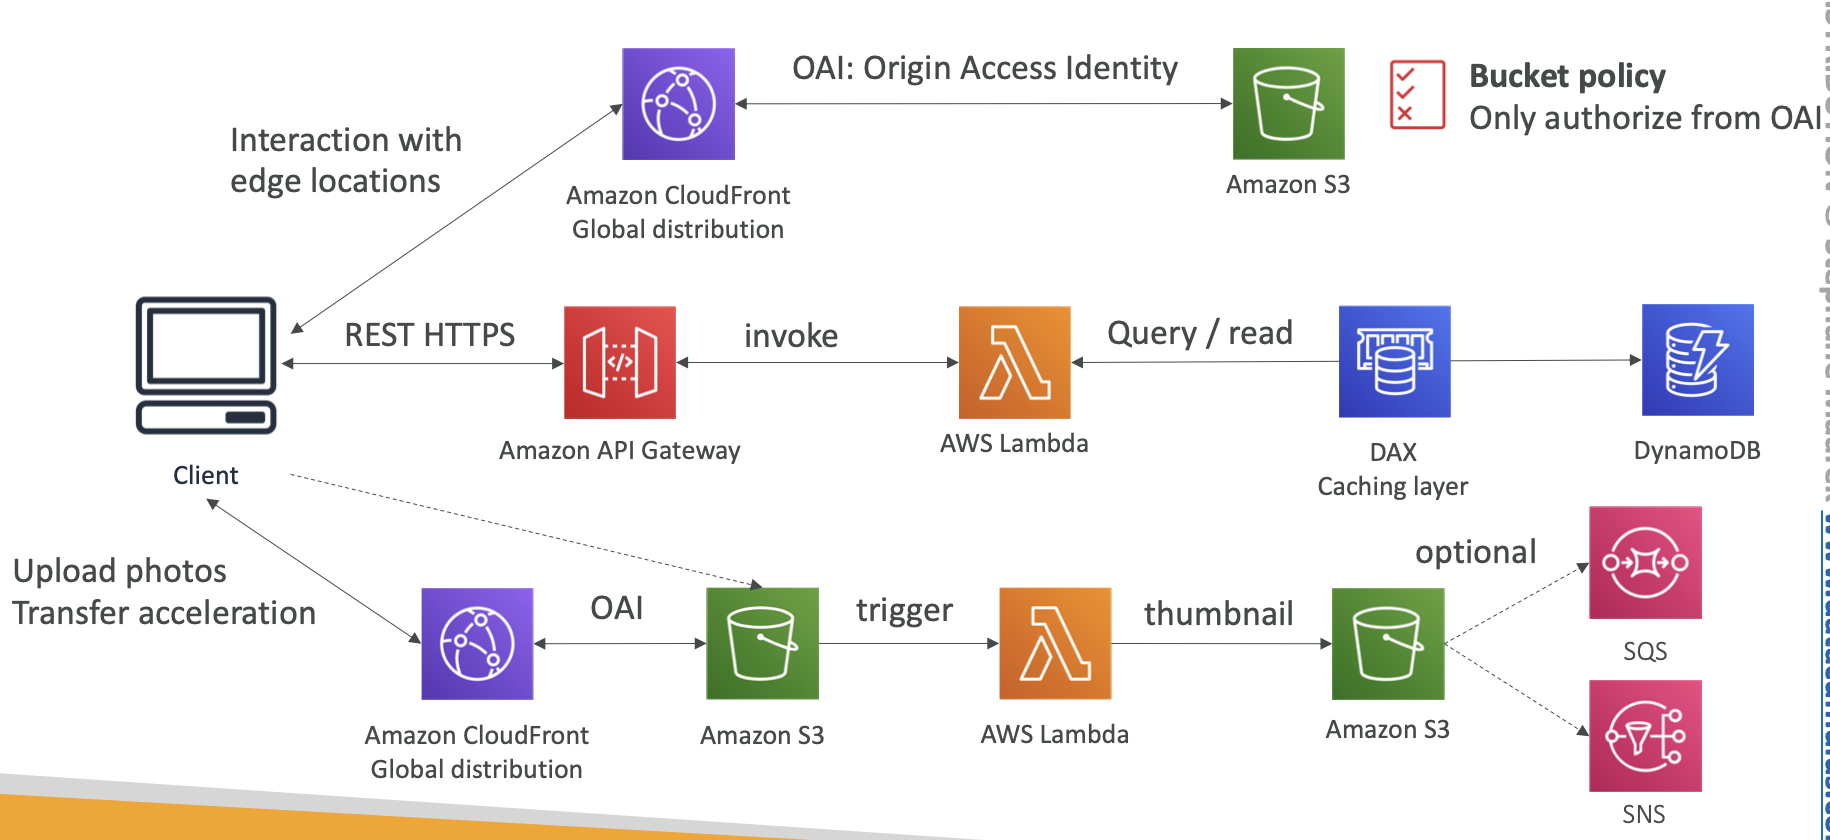 OAI: Origin Access Identity
Bucket policy
Only authorize from OAI
Interaction with
edge locations
Amazon CloudFront
Global distribution
Amazon S3
REST HTTPS
invoke
Query / read
Amazon API Gateway
AWS Lambda
DAX
Caching layer
DynamoDB
Client
Upload photos
Transfer acceleration
OAI
trigger
thumbnail
optional
SQS
Amazon CloudFront
Global distribution
Amazon S3
AWS Lambda
Amazon S3
SNS